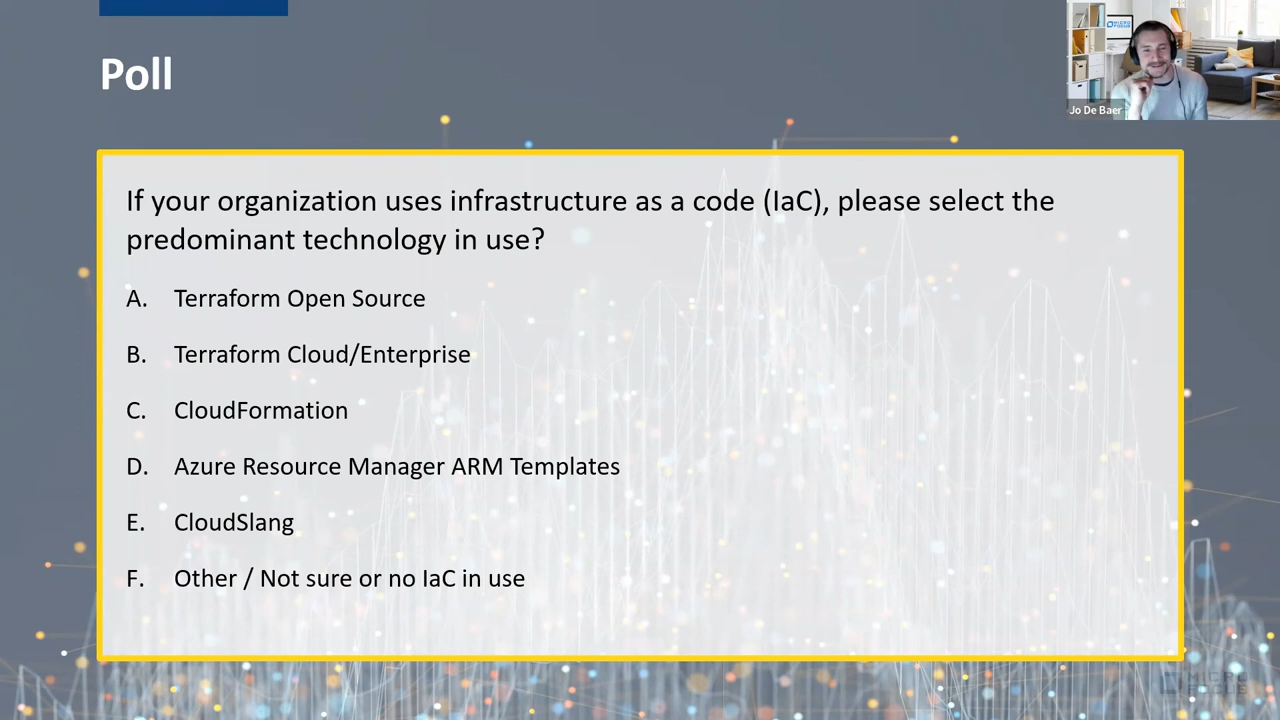 Poll
Jo De Baer
If your organization uses infrastructure as a code (IaC), please select the
predominant technology in use?
A. Terraform Open Source
B. Terraform Cloud/Enterprise
C. CloudFormation
D. Azure Resource Manager ARM Templates
E. CloudSlang
F. Other / Not sure or no IaC in use
MICRO
FOCUS